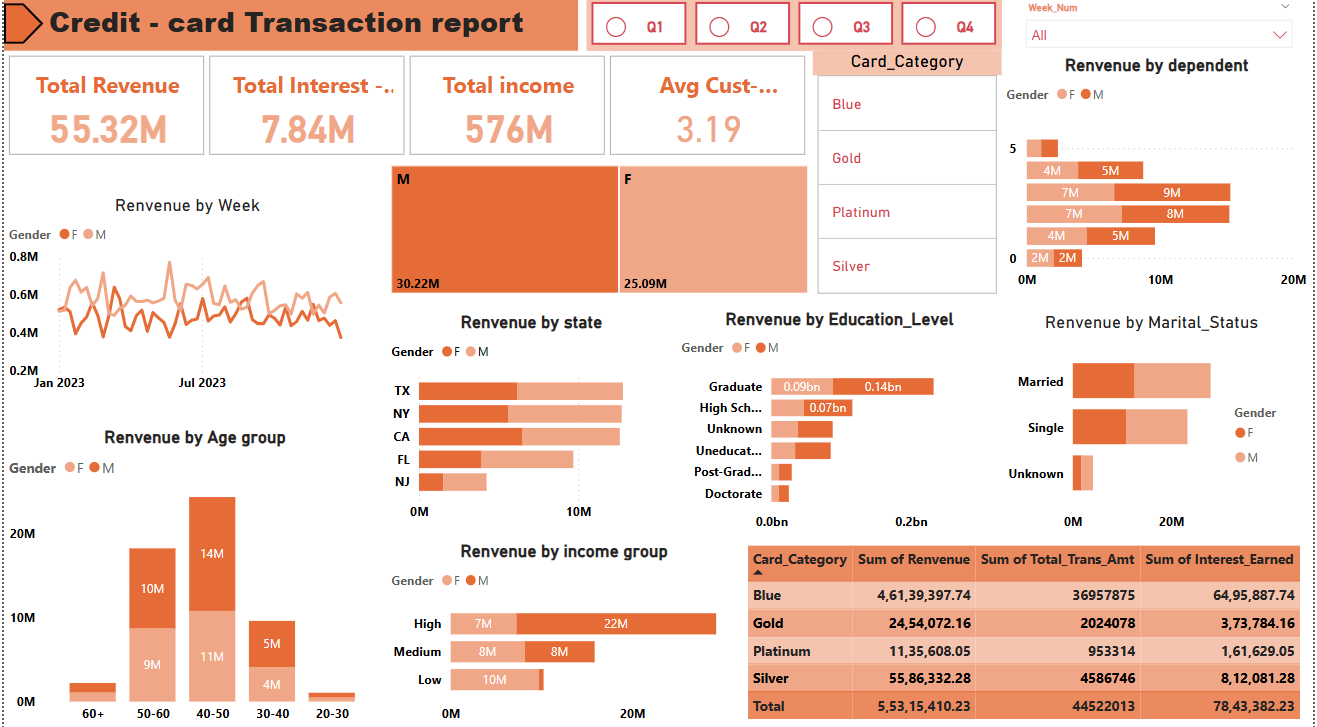 Credit - card Transaction report
Q1
Q2
Q3
Q4
Week_Num
All
Total Revenue
55.32M
Total Interest -..
7.84M
Total income
576M
Avg Cust-...
3.19
Card_Category
Blue
Gold
Platinum
Silver
Renvenue by dependent
Gender F M
5
4M 5M
7M 9M
7M 8M
4M 5M
0 2M 2M
0M 10M 20M
M
30.22M
F
25.09M
Renvenue by Week
Gender F M
0.8M
0.6M
0.4M
0.2M
Jan 2023 Jul 2023
Renvenue by state
Gender F M
TX
NY
CA
FL
NJ
0M 10M
Renvenue by Education_Level
Gender F M
Graduate 0.09bn 0.14bn
High Sch... 0.07bn
Unknown
Uneducat...
Post-Grad...
Doctorate
0.0bn 0.2bn
Renvenue by Marital_Status
Married
Single
Unknown
0M 20M
Gender
F
M
Renvenue by Age group
Gender F M
20M
10M
0M
10M
9M
14M
11M
5M
4M
60+ 50-60 40-50 30-40 20-30
Renvenue by income group
Gender F M
High 7M 22M
Medium 8M 8M
Low 10M
0M 20M
Card_Category Sum of Revenue Sum of Total_Trans_Amt Sum of Interest_Earned
Blue 4,61,39,397.74 36957875 64,95,887.74
Gold 24,54,072.16 2024078 3,73,784.16
Platinum 11,35,608.05 953314 1,61,629.05
Silver 55,86,332.28 4586746 8,12,081.28
Total 5,53,15,410.23 44522013 78,43,382.23